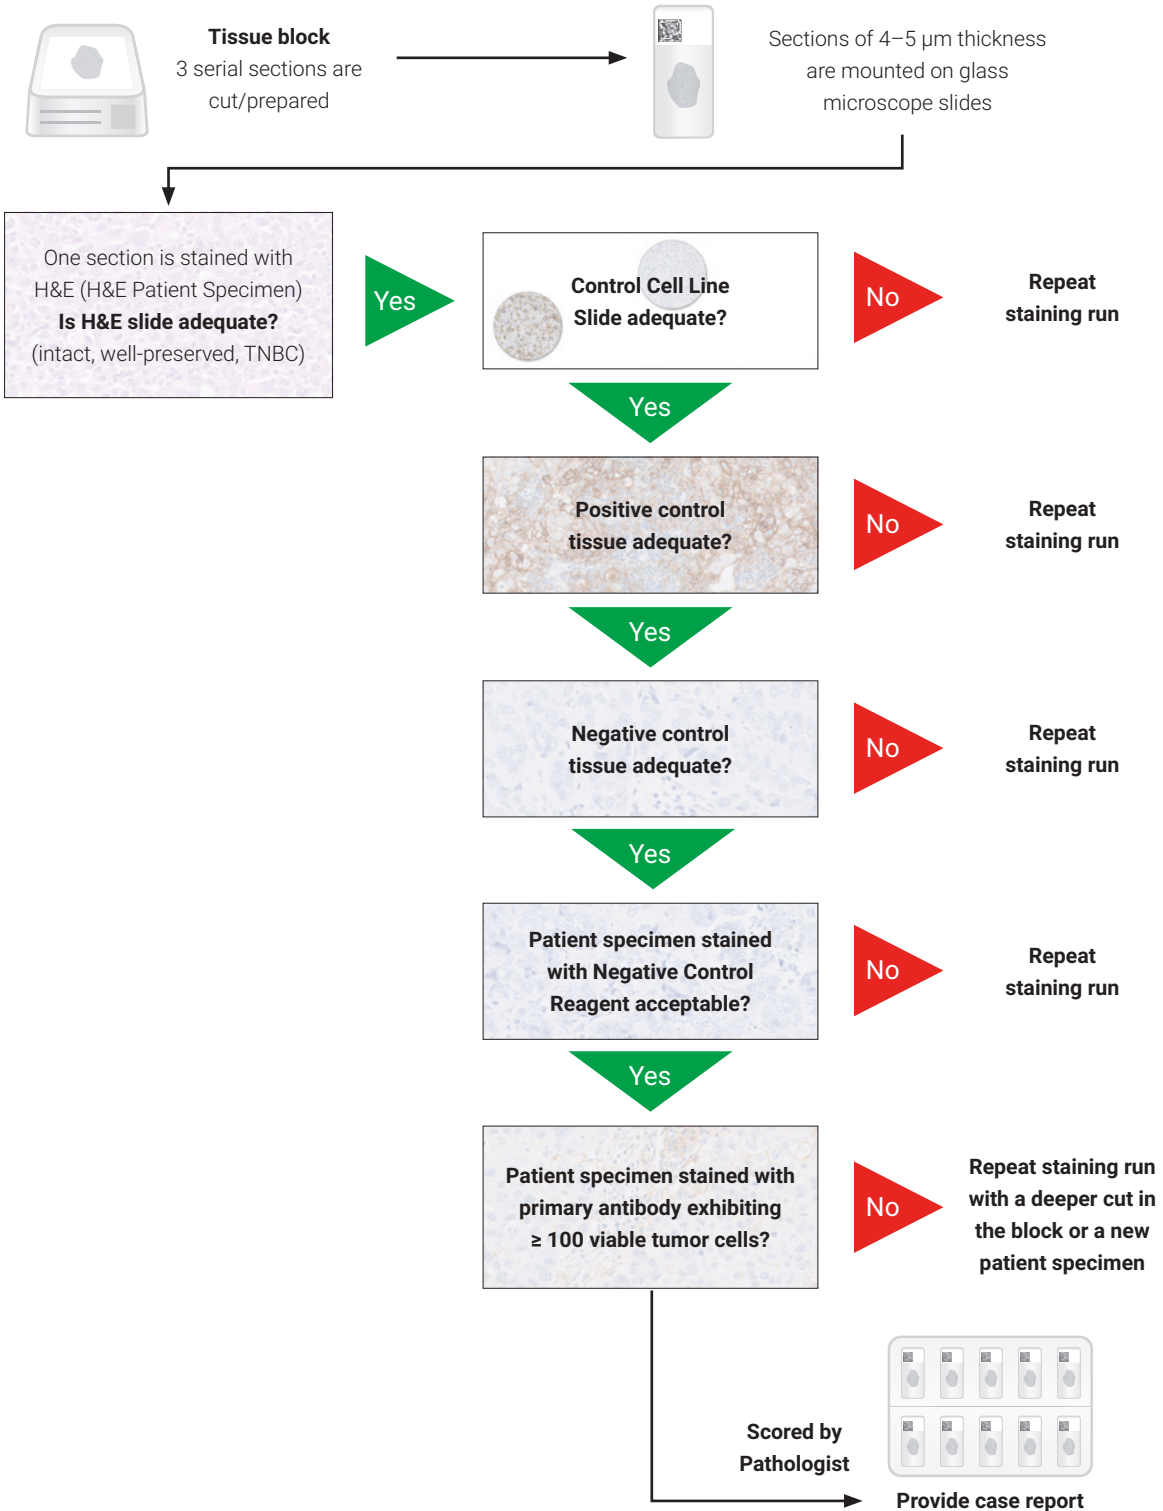 Tissue block
3 serial sections are
cut/prepared
Sections of 4–5 µm thickness
are mounted on glass
microscope slides
One section is stained with
H&E (H&E Patient Specimen)
Is H&E slide adequate?
(intact, well-preserved, TNBC)
Yes
Control Cell Line
Slide adequate?
No
Repeat
staining run
Yes
Positive control
tissue adequate?
No
Repeat
staining run
Yes
Negative control
tissue adequate?
No
Repeat
staining run
Yes
Patient specimen stained
with Negative Control
Reagent acceptable?
No
Repeat
staining run
Yes
Patient specimen stained with
primary antibody exhibiting
≥ 100 viable tumor cells?
No
Repeat staining run
with a deeper cut in
the block or a new
patient specimen
Scored by
Pathologist
Provide case report